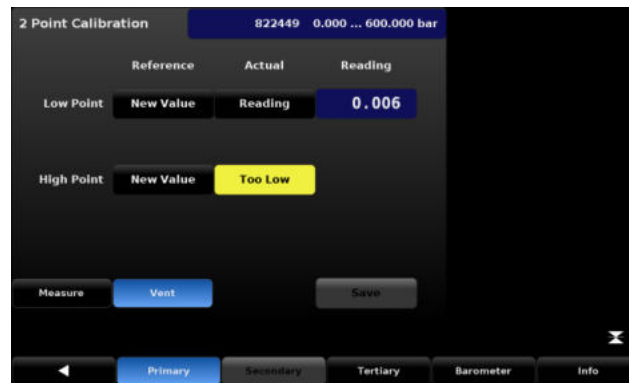 2 Point Calibration 822449 0.000 ... 600.000 bar
Reference Actual Reading
Low Point New Value Reading 0.006
High Point New Value Too Low
Measure Vent Save
Primary Secondary Tertiary Barometer Info